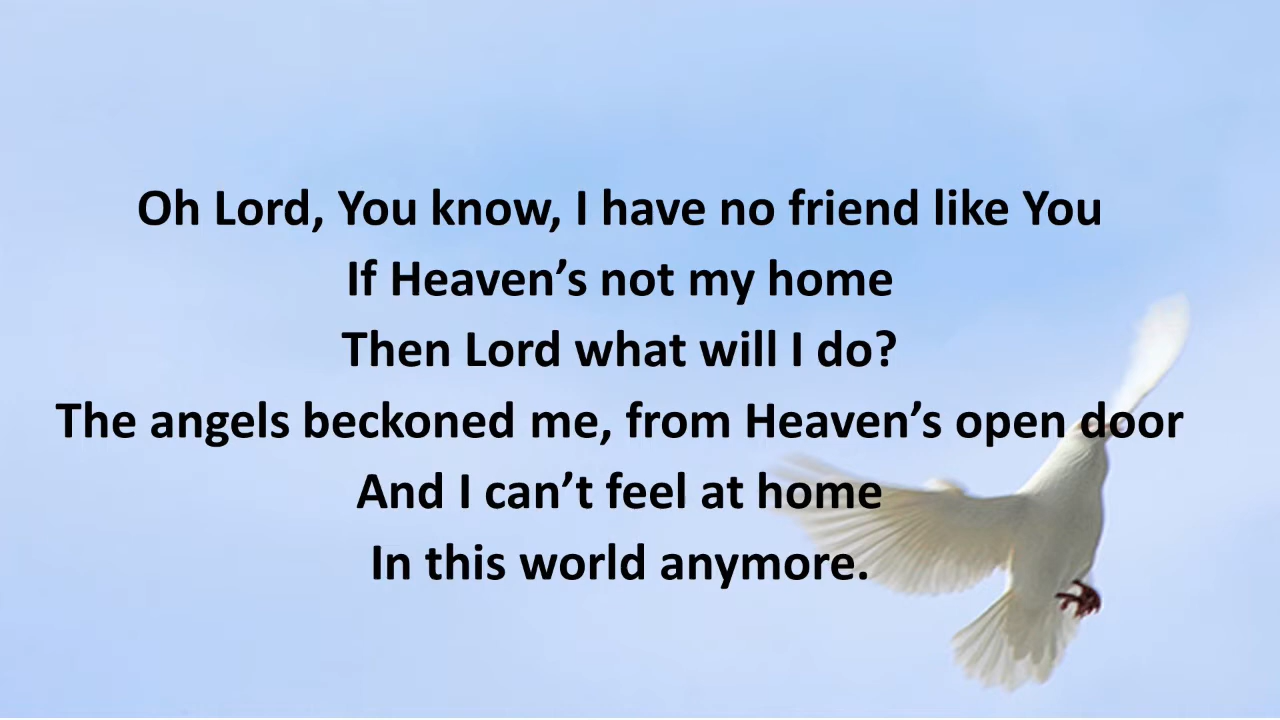 Oh Lord, You know, I have no friend like You
If Heaven’s not my home
Then Lord what will I do?
The angels beckoned me, from Heaven’s open door
And I can’t feel at home
In this world anymore.